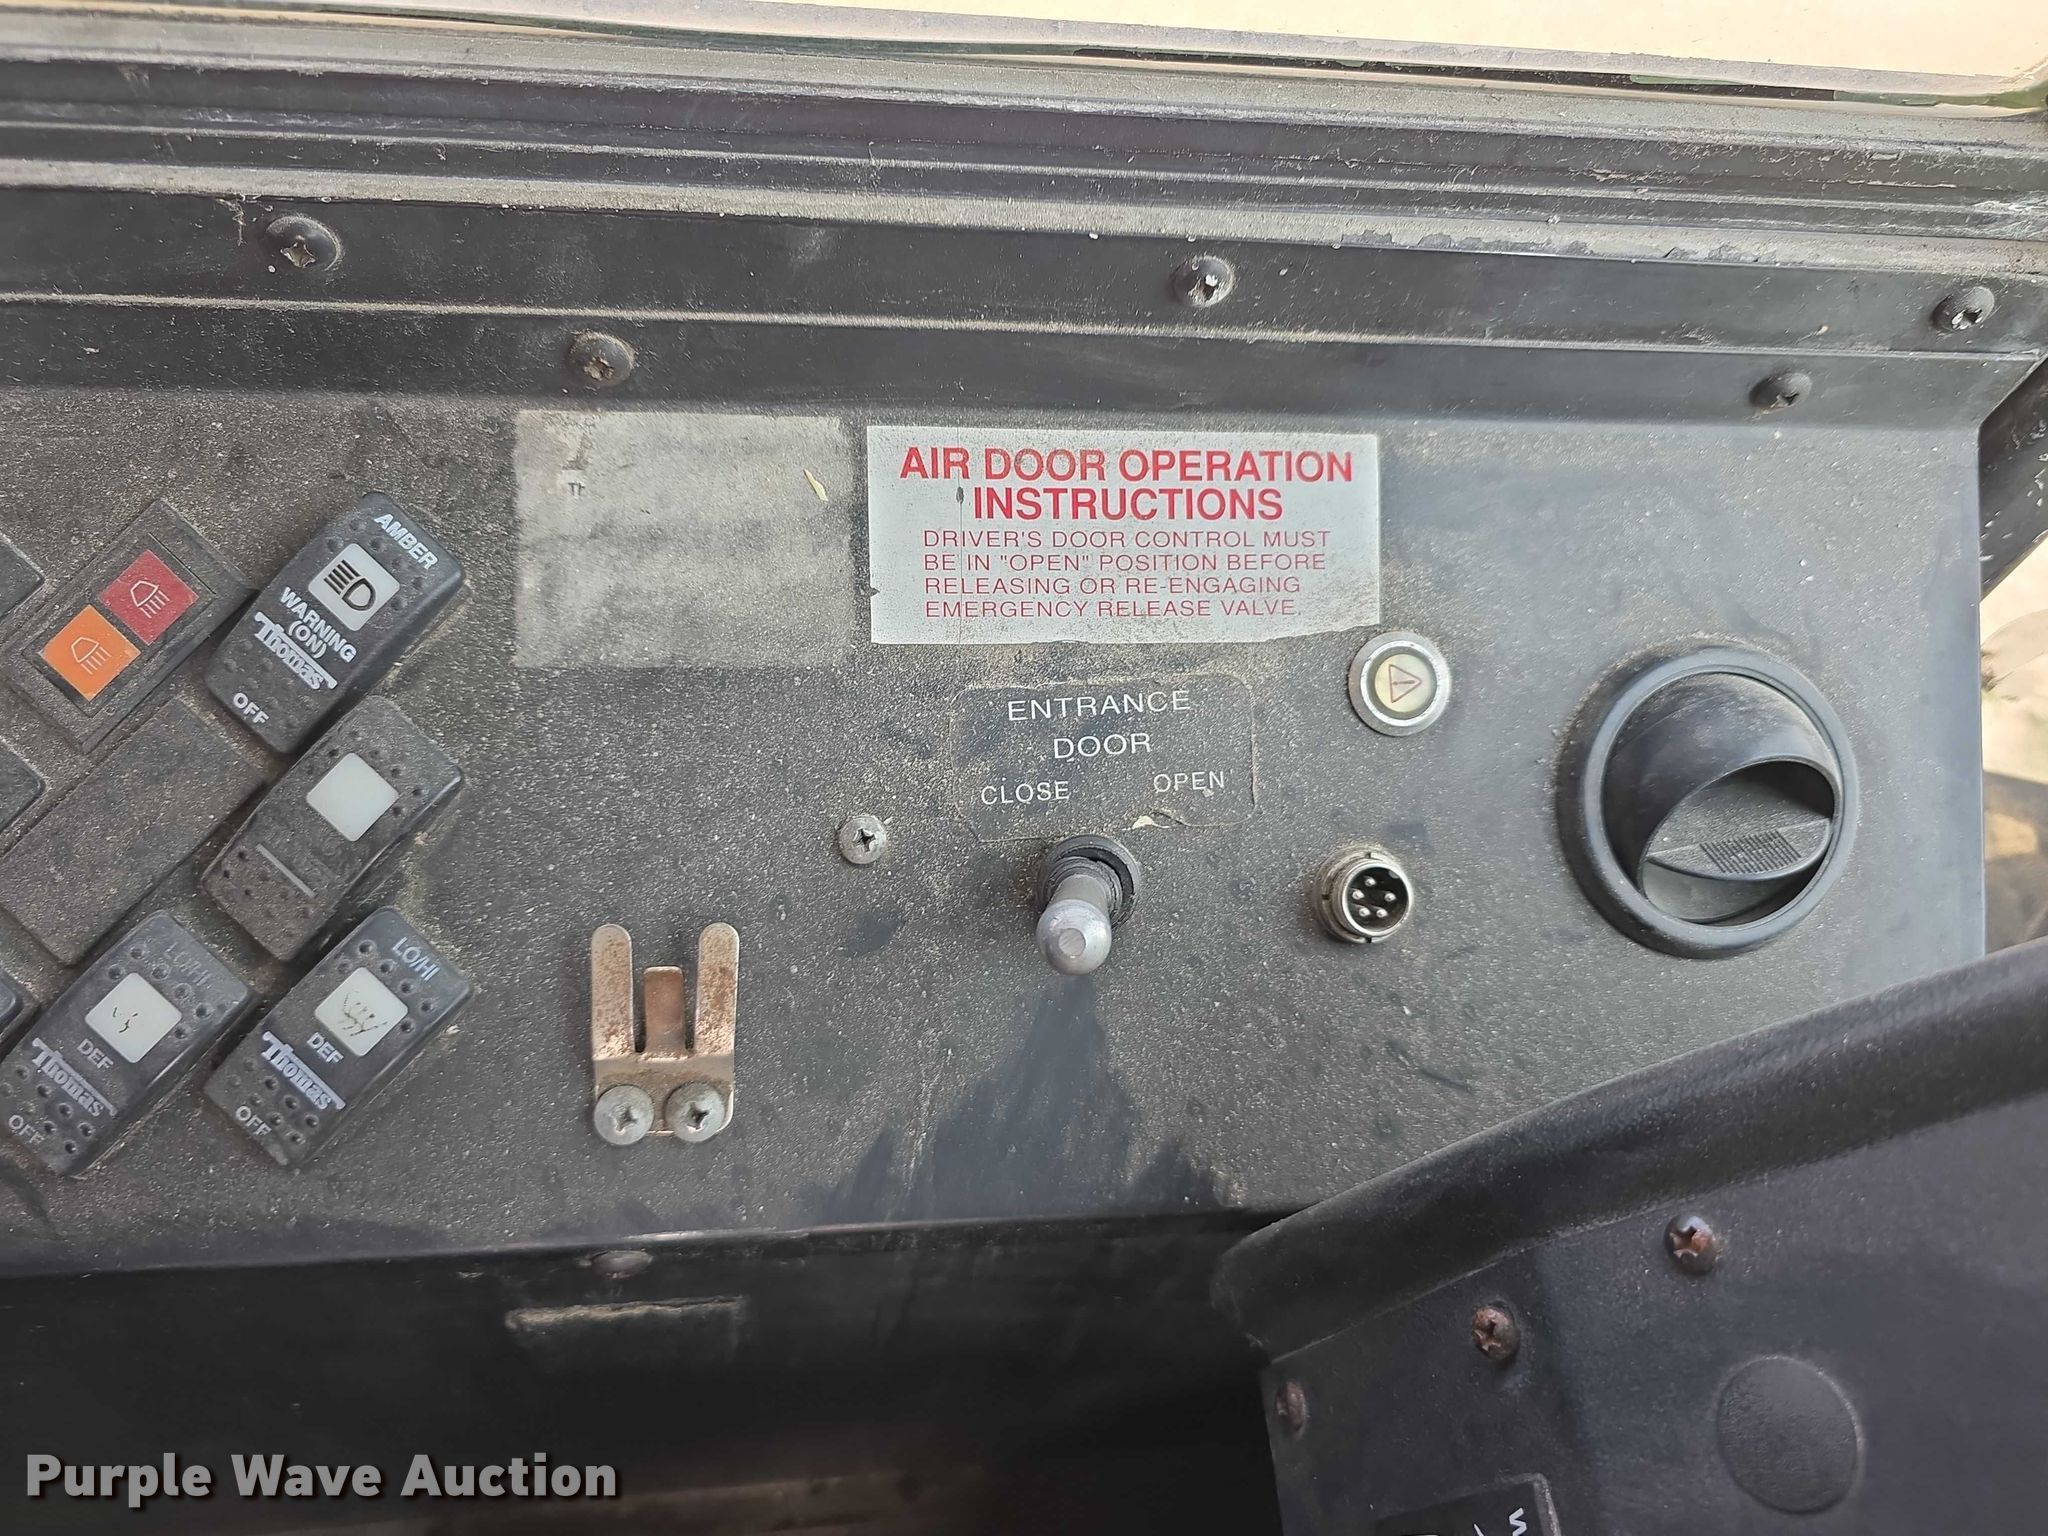 AIR DOOR OPERATION
INSTRUCTIONS
DRIVER'S DOOR CONTROL MUST
BE IN "OPEN" POSITION BEFORE
RELEASING OR RE-ENGAGING
EMERGENCY RELEASE VALVE
ENTRANCE
DOOR
CLOSE OPEN
AMBER
WARNING
(ON)
Thomas
OFF
LO/HI
DEF
Thomas
OFF
LO/HI
DEF
Thomas
OFF
Purple Wave Auction